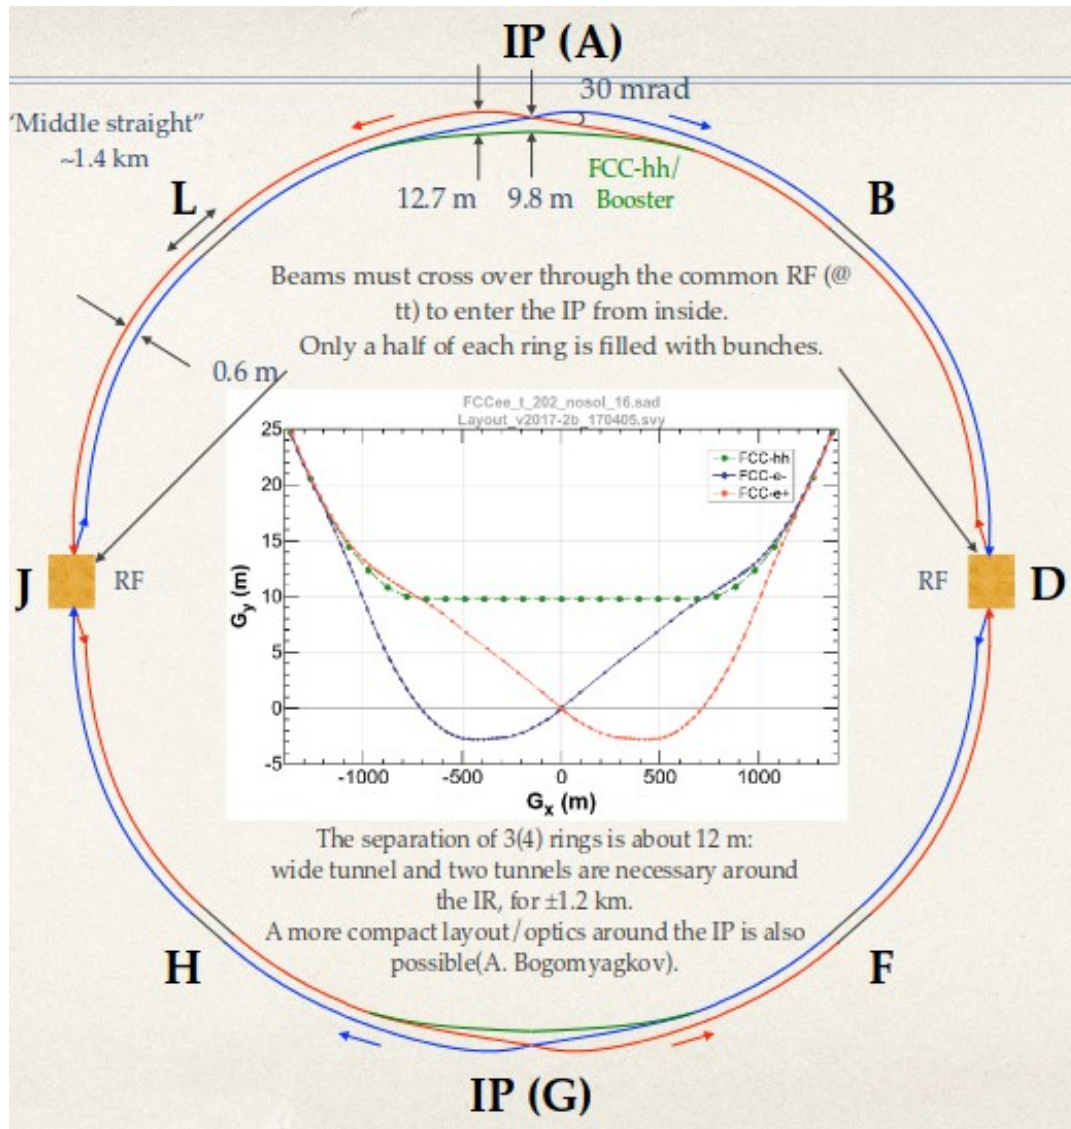 IP (A)
30 mrad
'Middle straight"
~1.4 km
FCC-hh/
Booster
12.7 m
9.8 m
L
B
Beams must cross over through the common RF (@
tt) to enter the IP from inside.
Only a half of each ring is filled with bunches.
0.6 m
FCCee_t_202_nosol_16.sad
Layout_v2017-2b_170405.svy
25
20
15
10
5
0
-5
FCC-hh
FCC-e-
FCC-e+
Gy (m)
-1000
-500
0
500
1000
Gx (m)
J
RF
RF
D
The separation of 3(4) rings is about 12 m:
wide tunnel and two tunnels are necessary around
the IR, for ±1.2 km.
A more compact layout/optics around the IP is also
possible(A. Bogomyagkov).
H
F
IP (G)